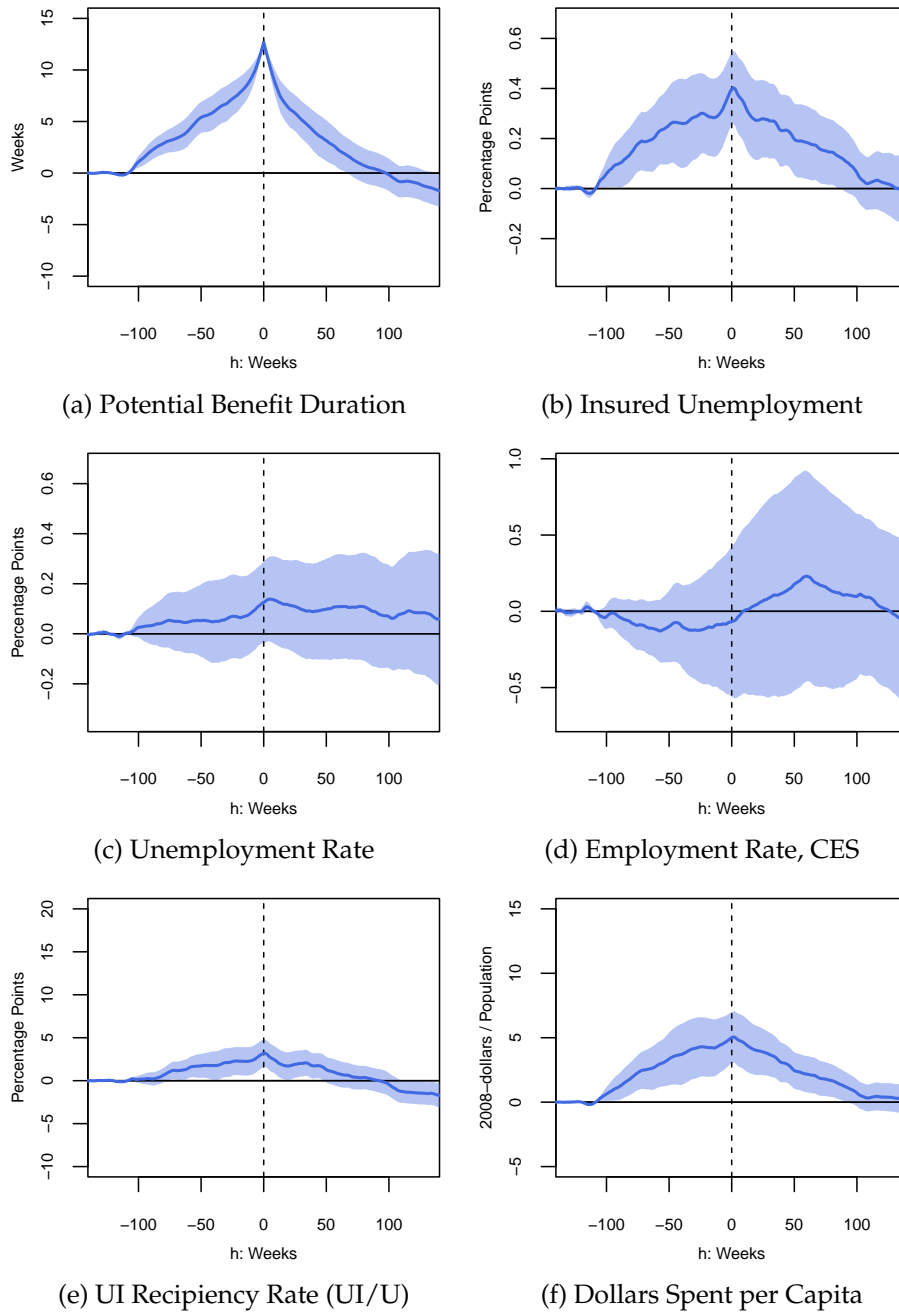 Weeks
15
10
5
0
−5
−10
−100 −50 0 50 100
h: Weeks
(a) Potential Benefit Duration
Percentage Points
0.6
0.4
0.2
0.0
−0.2
−100 −50 0 50 100
h: Weeks
(b) Insured Unemployment
Percentage Points
0.6
0.4
0.2
0.0
−0.2
−100 −50 0 50 100
h: Weeks
(c) Unemployment Rate
Percentage Points
1.0
0.5
0.0
−0.5
−100 −50 0 50 100
h: Weeks
(d) Employment Rate, CES
Percentage Points
20
15
10
5
0
−5
−10
−100 −50 0 50 100
h: Weeks
(e) UI Recipiency Rate (UI/U)
2008−dollars / Population
15
10
5
0
−5
−100 −50 0 50 100
h: Weeks
(f) Dollars Spent per Capita